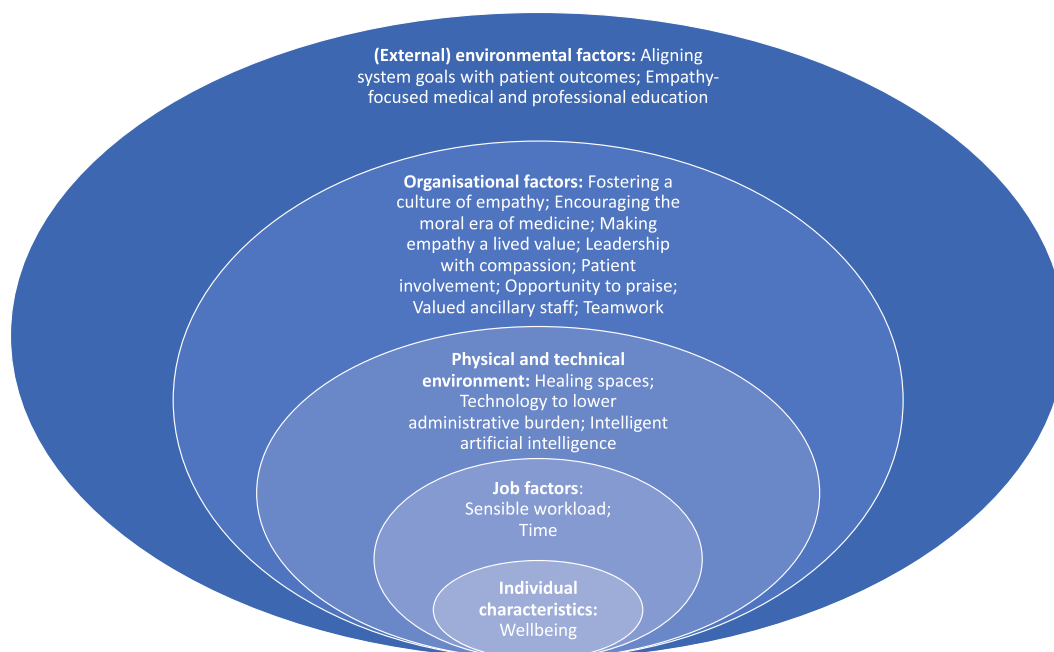 (External) environmental factors: Aligning
system goals with patient outcomes; Empathy-
focused medical and professional education
Organisational factors: Fostering a
culture of empathy; Encouraging the
moral era of medicine; Making
empathy a lived value; Leadership
with compassion; Patient
involvement; Opportunity to praise;
Valued ancillary staff; Teamwork
Physical and technical
environment: Healing spaces;
Technology to lower
administrative burden; Intelligent
artificial intelligence
Job factors:
Sensible workload;
Time
Individual
characteristics:
Wellbeing